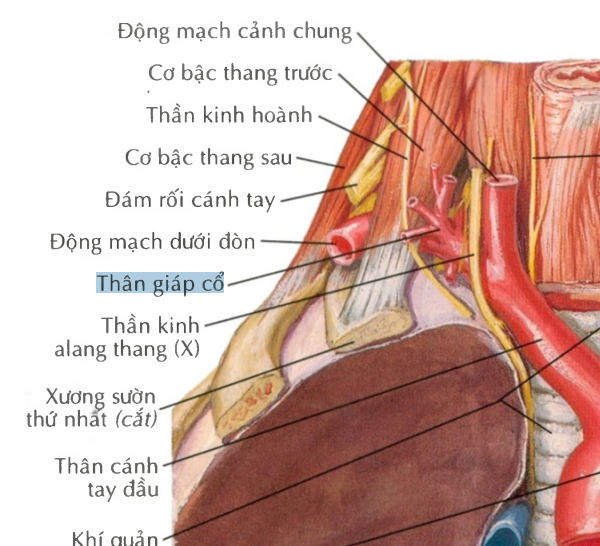 Động mạch cảnh chung
Cơ bậc thang trước
Thần kinh hoành
Cơ bậc thang sau
Đám rối cánh tay
Động mạch dưới đòn
Thân giáp cổ
Thần kinh
alang thang (X)
Xương sườn
thứ nhất (cắt)
Thân cánh
tay đầu
Khí quản